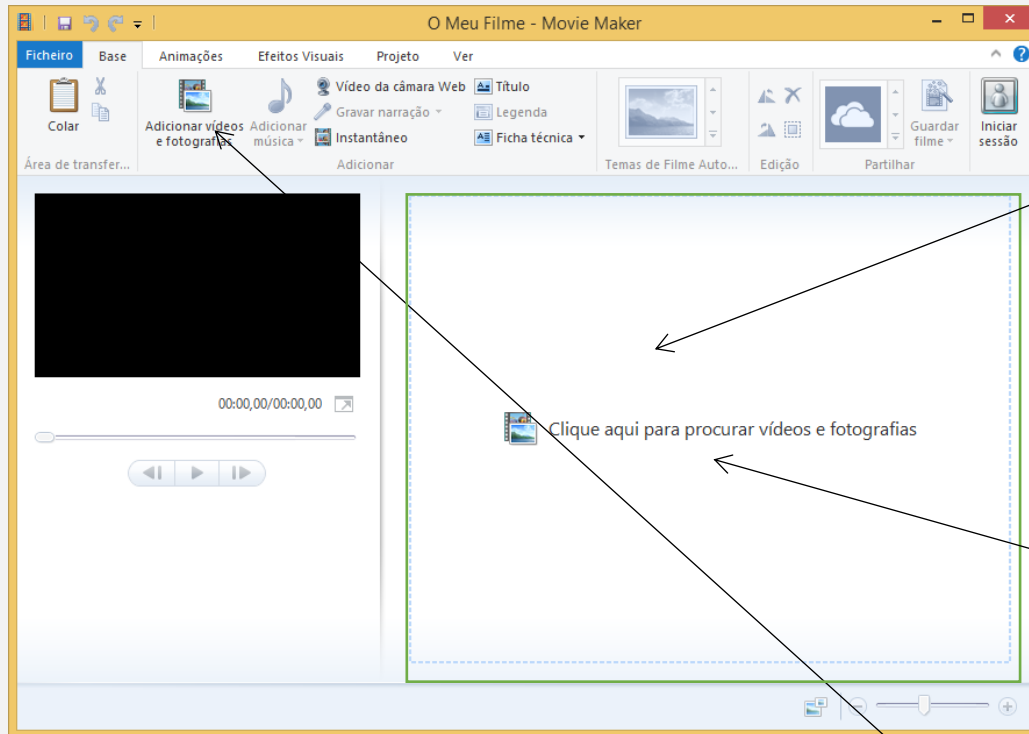 O Meu Filme - Movie Maker
Ficheiro Base Animações Efeitos Visuais Projeto Ver
Colar
Área de transfer...
Adicionar vídeos
e fotografias
Adicionar
música
Vídeo da câmara Web
Gravar narração
Instantâneo
Título
Legenda
Ficha técnica
Adicionar
Temas de Filme Auto...
Edição
Guardar
filme
Partilhar
Iniciar
sessão
00:00,00/00:00,00
Clique aqui para procurar vídeos e fotografias